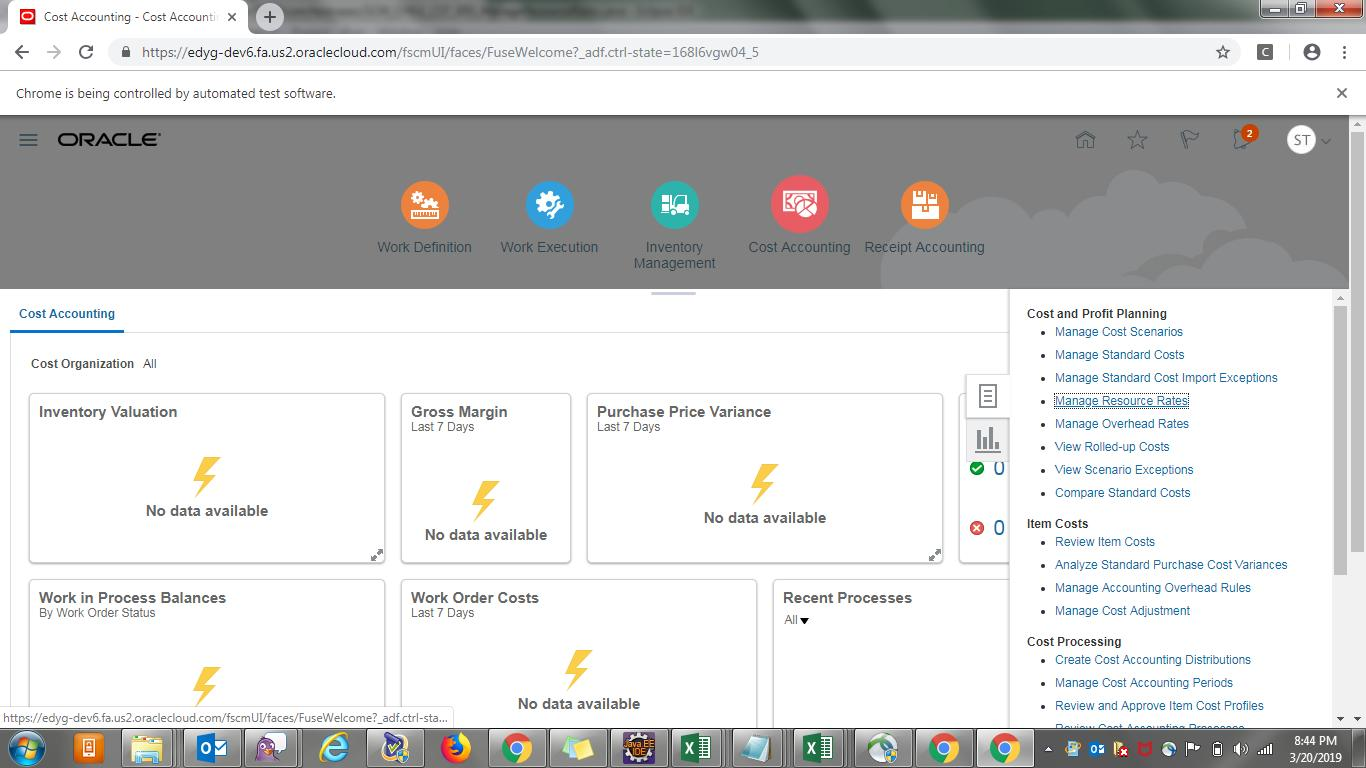 Cost Accounting - Cost Accountin
https://edyg-dev6.fa.us2.oraclecloud.com/fscmUI/faces/FuseWelcome?_adf.ctrl-state=168l6vgw04_5
C
Chrome is being controlled by automated test software.
ORACLE
2
ST
Work Definition
Work Execution
Inventory
Management
Cost Accounting
Receipt Accounting
Cost Accounting
Cost Organization All
Inventory Valuation
No data available
Gross Margin
Last 7 Days
No data available
Purchase Price Variance
Last 7 Days
No data available
0
0
Work in Process Balances
By Work Order Status
Work Order Costs
Last 7 Days
No data available
Recent Processes
All
Cost and Profit Planning
Manage Cost Scenarios
Manage Standard Costs
Manage Standard Cost Import Exceptions
Manage Resource Rates
Manage Overhead Rates
View Rolled-up Costs
View Scenario Exceptions
Compare Standard Costs
Item Costs
Review Item Costs
Analyze Standard Purchase Cost Variances
Manage Accounting Overhead Rules
Manage Cost Adjustment
Cost Processing
Create Cost Accounting Distributions
Manage Cost Accounting Periods
Review and Approve Item Cost Profiles
Review Cost Accounting Processes
https://edyg-dev6.fa.us2.oraclecloud.com/fscmUI/faces/FuseWelcome?_adf.ctrl-sta...
Java EE
IDE
8:44 PM
3/20/2019